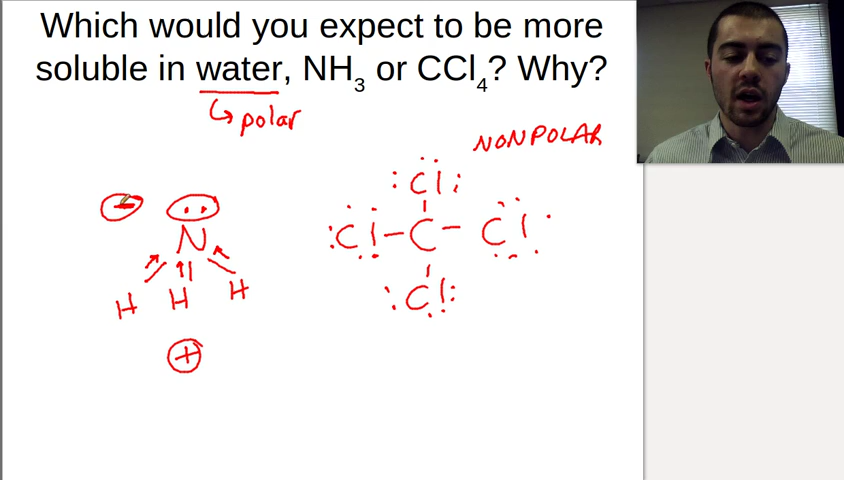 Which would you expect to be more
soluble in water, NH3 or CCl4? Why?
↳ polar
NONPOLAR
:Cl:
− N :Cl − C − Cl
H H H :Cl:
+